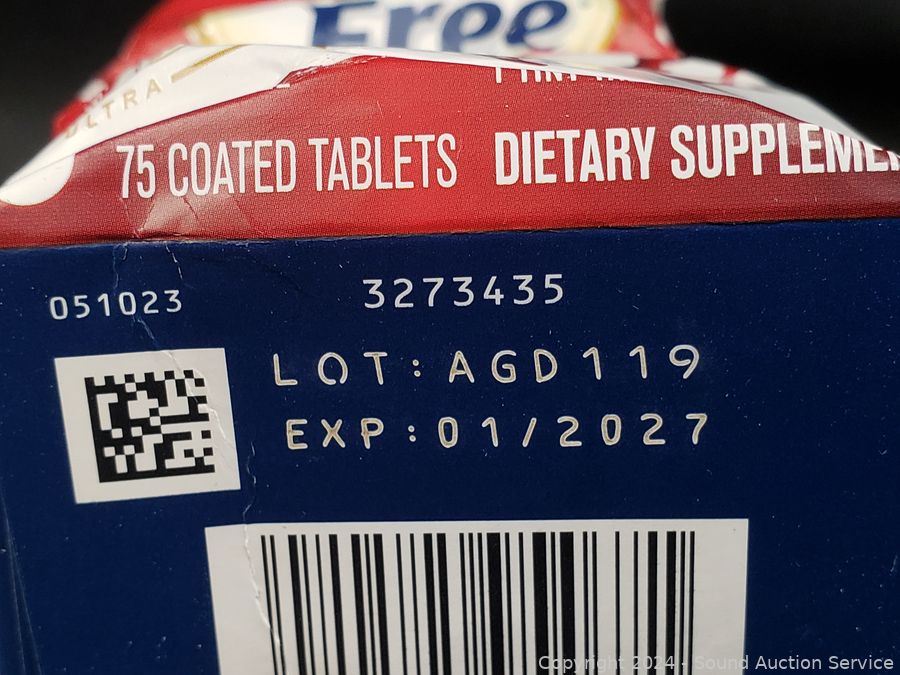 Free
ULTRA
75 COATED TABLETS DIETARY SUPPLEME
051023
3273435
LOT:AGD119
EXP:01/2027
Copyright 2024 - Sound Auction Service